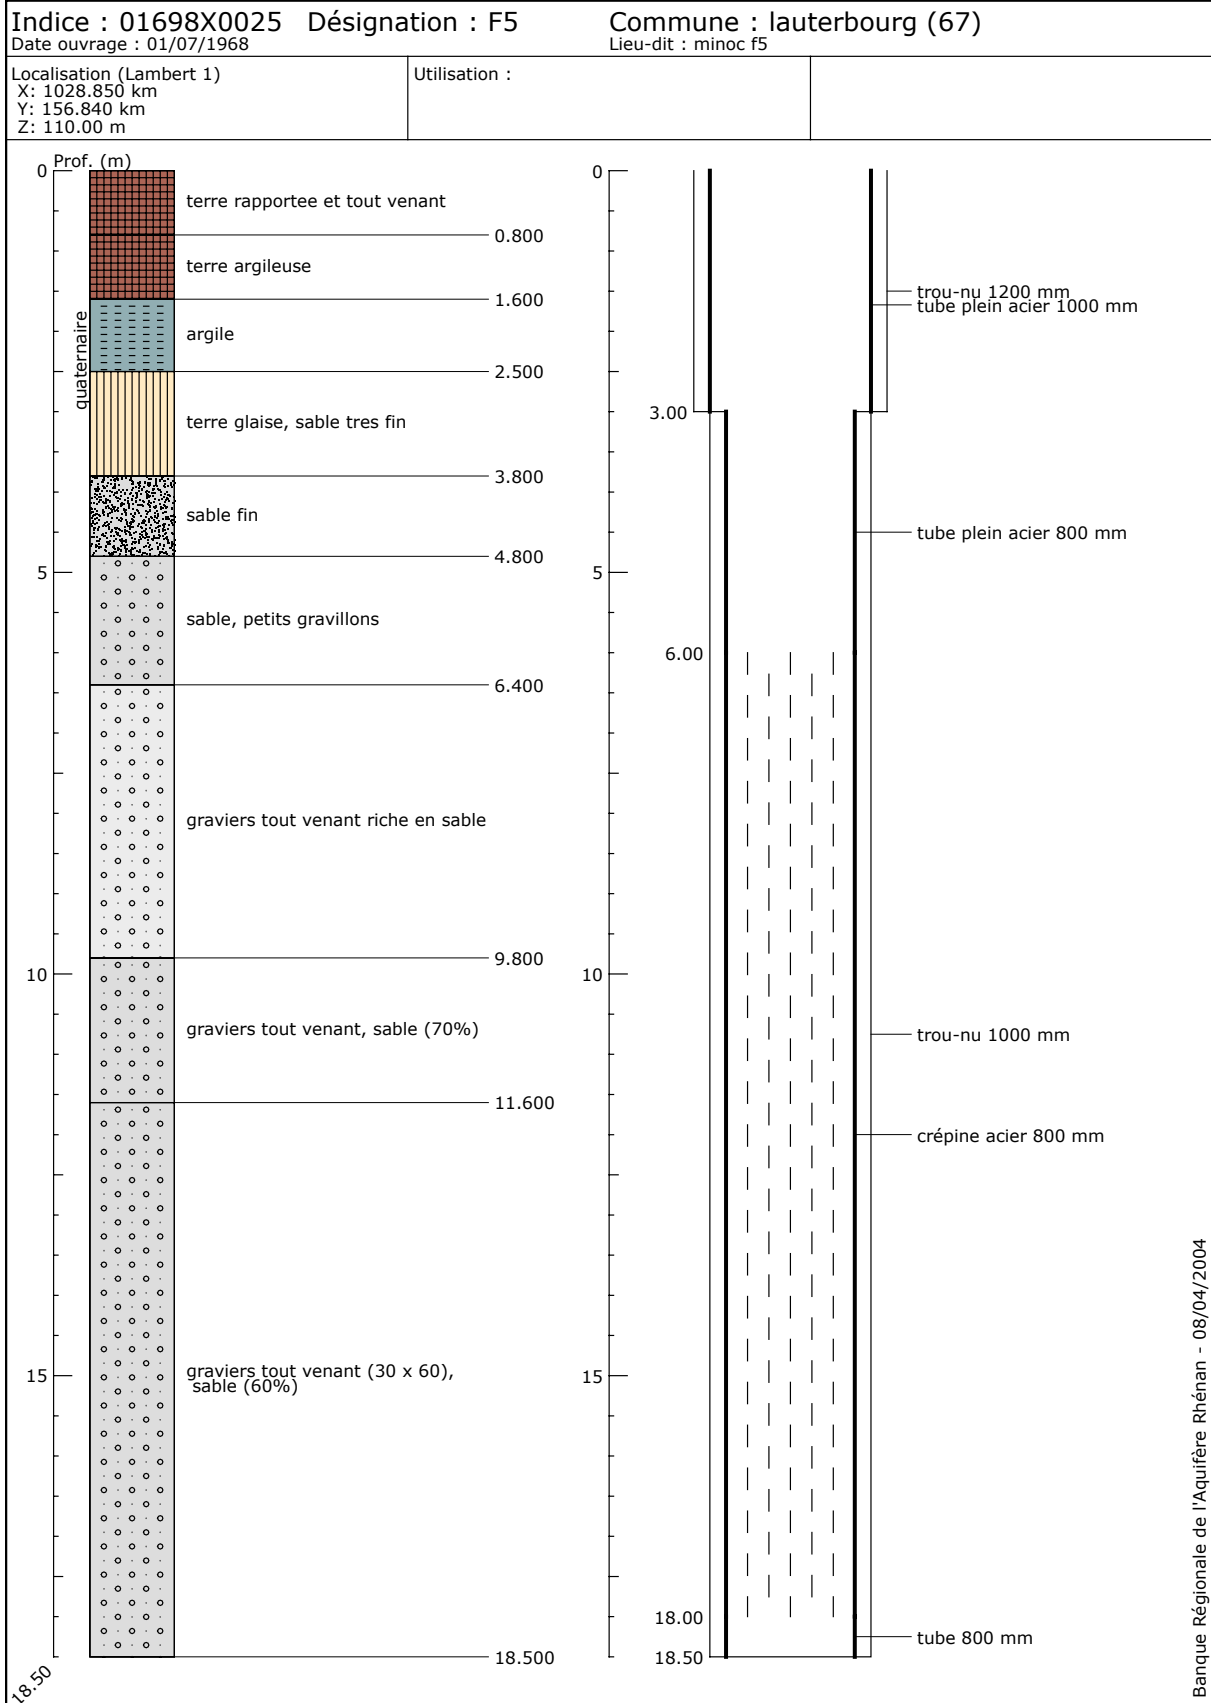 Indice : 01698X0025 Désignation : F5
Commune : lauterbourg (67)
Date ouvrage : 01/07/1968
Lieu-dit : minoc f5
Localisation (Lambert 1)
X: 1028.850 km
Y: 156.840 km
Z: 110.00 m
Utilisation :
Prof. (m)
0
5
10
15
18.50
quaternaire
terre rapportee et tout venant
0.800
terre argileuse
1.600
argile
2.500
terre glaise, sable tres fin
3.800
sable fin
4.800
sable, petits gravillons
6.400
graviers tout venant riche en sable
9.800
graviers tout venant, sable (70%)
11.600
graviers tout venant (30 x 60),
sable (60%)
18.500
0
5
10
15
3.00
6.00
18.00
18.50
trou-nu 1200 mm
tube plein acier 1000 mm
tube plein acier 800 mm
trou-nu 1000 mm
crépine acier 800 mm
tube 800 mm
Banque Régionale de l'Aquifère Rhénan - 08/04/2004